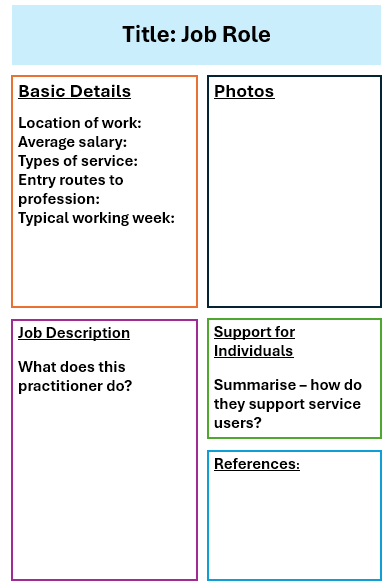 Title: Job Role
Basic Details
Location of work:
Average salary:
Types of service:
Entry routes to
profession:
Typical working week:
Photos
Job Description
What does this
practitioner do?
Support for
Individuals
Summarise – how do
they support service
users?
References: